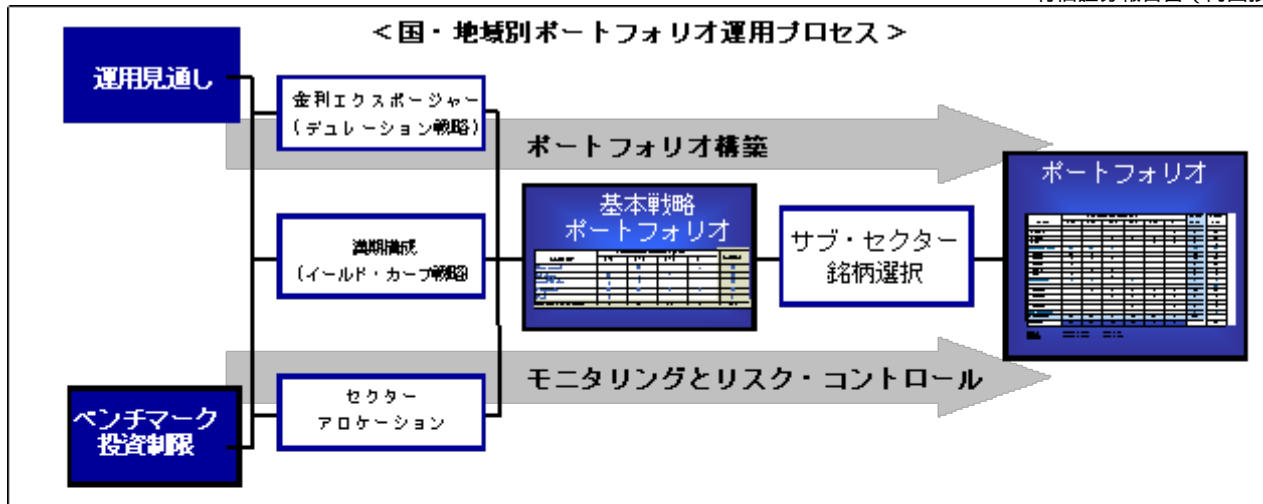 ＜国・地域別ポートフォリオ運用プロセス＞
運用見通し
金利エクスポージャー
（デュレーション戦略）
ポートフォリオ構築
ポートフォリオ
基本戦略
ポートフォリオ
満期構成
（イールド・カーブ戦略）
サブ・セクター
銘柄選択
モニタリングとリスク・コントロール
ベンチマーク
投資制限
セクター
アロケーション